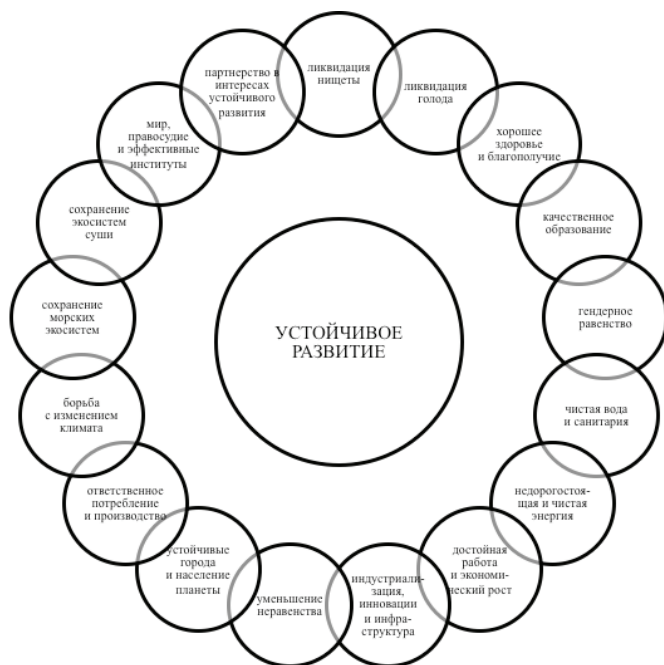 ликвидация
нищеты
ликвидация
голода
хорошее
здоровье
и благополучие
качественное
образование
гендерное
равенство
чистая вода
и санитария
недорогостоя-
щая и чистая
энергия
достойная
работа
и экономи-
ческий рост
индустриали-
зация,
инновации
и инфра-
структура
уменьшение
неравенства
устойчивые
города
и население
планеты
ответственное
потребление
и производство
борьба
с изменением
климата
сохранение
морских
экосистем
сохранение
экосистем
суши
мир,
правосудие
и эффективные
институты
партнерство в
интересах
устойчивого
развития
УСТОЙЧИВОЕ
РАЗВИТИЕ